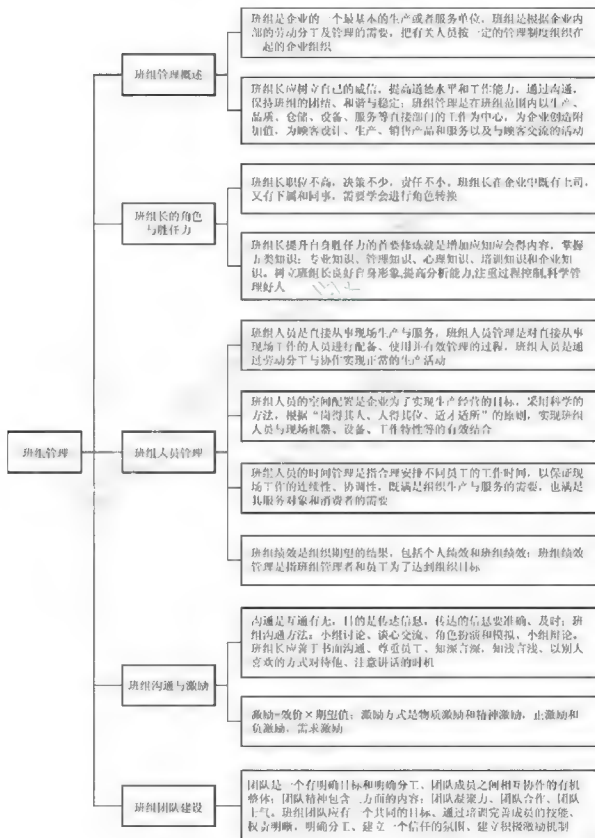 班组是企业的一个最基本的生产或者服务单位，班组是根据企业内
部的劳动分工及管理的需要，把有关人员按一定的管理制度组织在
一起的企业组织
班组管理概述
班组长应树立自己的威信，提高道德水平和工作能力，通过沟通，
保持班组的团结、和谐与稳定；班组管理是在班组范围内以生产、
品质、仓储、设备、服务等直接部门的工作为中心，为企业创造附
加值，为顾客设计、生产、销售产品和服务以及与顾客交流的活动
班组长职位不高，决策不少，责任不小，班组长在企业中既有上司，
又有下属和同事，需要学会进行角色转换
班组长的角色
与胜任力
班组长提升自身胜任力的首要修炼就是增加应知应会得内容，掌握
五类知识：专业知识、管理知识、心理知识、培训知识和企业知
识。树立班组长良好自身形象,提高分析能力,注重过程控制,科学管
理好人
班组人员是直接从事现场生产与服务，班组人员管理是对直接从事
现场工作的人员进行配备、使用并有效管理的过程，班组人员是通
过劳动分工与协作实现正常的生产活动
班组人员的空间配置是企业为了实现生产经营的目标，采用科学的
方法，根据“岗得其人、人得其位、适才适所”的原则，实现班组
人员与现场机器、设备、工作特性等的有效结合
班组管理
班组人员管理
班组人员的时间管理是指合理安排不同员工的工作时间，以保证现
场工作的连续性、协调性，既满足组织生产与服务的需要，也满足
其服务对象和消费者的需要
班组绩效是组织期望的结果，包括个人绩效和班组绩效；班组绩效
管理是指班组管理者和员工为了达到组织目标
沟通是互通有无，目的是传达信息，传达的信息要准确、及时；班
组沟通方法：小组讨论、谈心交流、角色扮演和模拟、小组辩论。
班组长应善于书面沟通、尊重员工、知深言深，知浅言浅、以别人
喜欢的方式对待他、注意讲话的时机
班组沟通与激励
激励=效价×期望值；激励方式是物质激励和精神激励，正激励和
负激励，需求激励
团队是一个有明确目标和明确分工、团队成员之间相互协作的有机
整体；团队精神包含三方面的内容：团队凝聚力、团队合作、团队
士气。班组团队应有一个共同的目标、通过培训完善成员的技能、
权责明晰、明确分工、建立一个信任的氛围、建立积极激励机制
班组团队建设